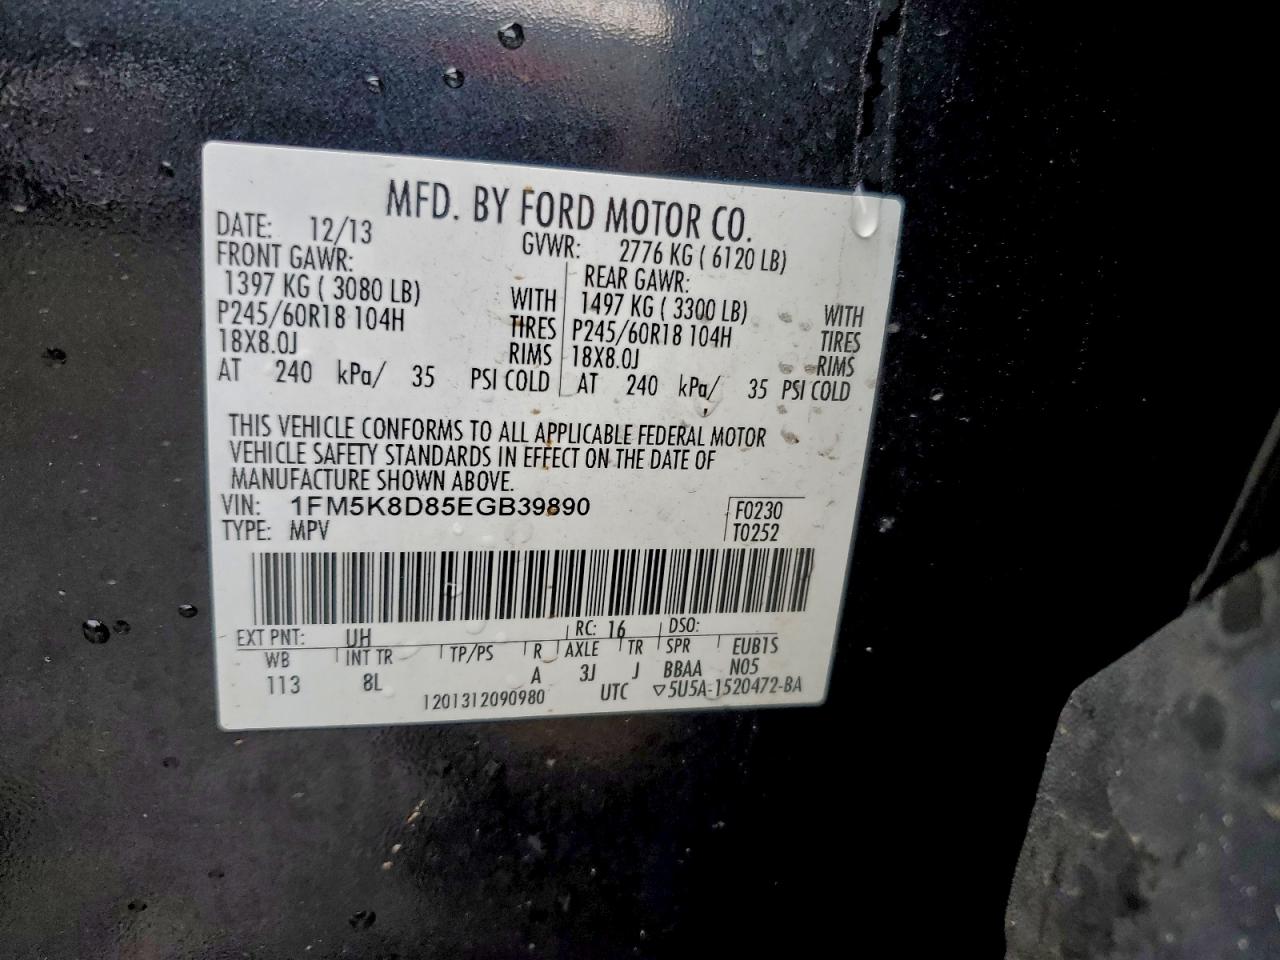 MFD. BY FORD MOTOR CO.
DATE: 12/13 GVWR: 2776 KG ( 6120 LB)
FRONT GAWR: REAR GAWR:
1397 KG ( 3080 LB) WITH 1497 KG ( 3300 LB) WITH
P245/60R18 104H TIRES P245/60R18 104H TIRES
18X8.0J RIMS 18X8.0J RIMS
AT 240 kPa/ 35 PSI COLD AT 240 kPa/ 35 PSI COLD
THIS VEHICLE CONFORMS TO ALL APPLICABLE FEDERAL MOTOR
VEHICLE SAFETY STANDARDS IN EFFECT ON THE DATE OF
MANUFACTURE SHOWN ABOVE.
VIN: 1FM5K8D85EGB39890 F0230
TYPE: MPV T0252
EXT PNT: UH RC: 16 DSO:
WB INT TR TP/PS R AXLE TR SPR EUB1S
113 8L A 3J J BBAA N05
1201312090980 UTC ▽5U5A-1520472-BA